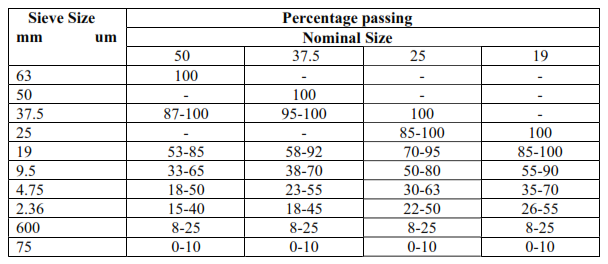 Sieve Size Percentage passing
mm um Nominal Size
50 37.5 25 19
63 100 - - -
50 - 100 - -
37.5 87-100 95-100 100 -
25 - - 85-100 100
19 53-85 58-92 70-95 85-100
9.5 33-65 38-70 50-80 55-90
4.75 18-50 23-55 30-63 35-70
2.36 15-40 18-45 22-50 26-55
600 8-25 8-25 8-25 8-25
75 0-10 0-10 0-10 0-10